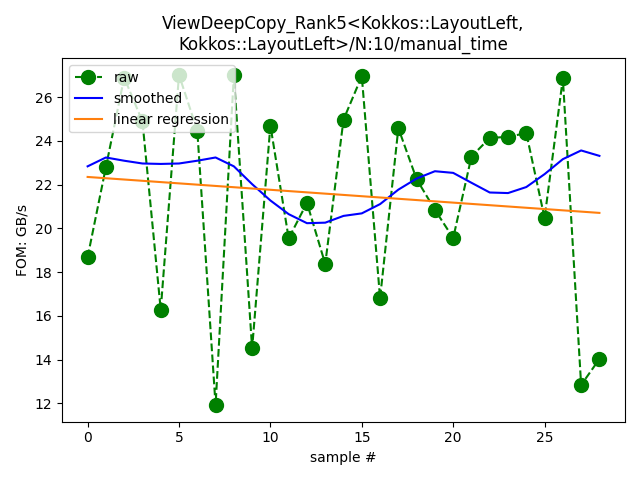 ViewDeepCopy_Rank5<Kokkos::LayoutLeft,
Kokkos::LayoutLeft>/N:10/manual_time
raw
smoothed
linear regression
FOM: GB/s
26
24
22
20
18
16
14
12
0
5
10
15
20
25
sample #